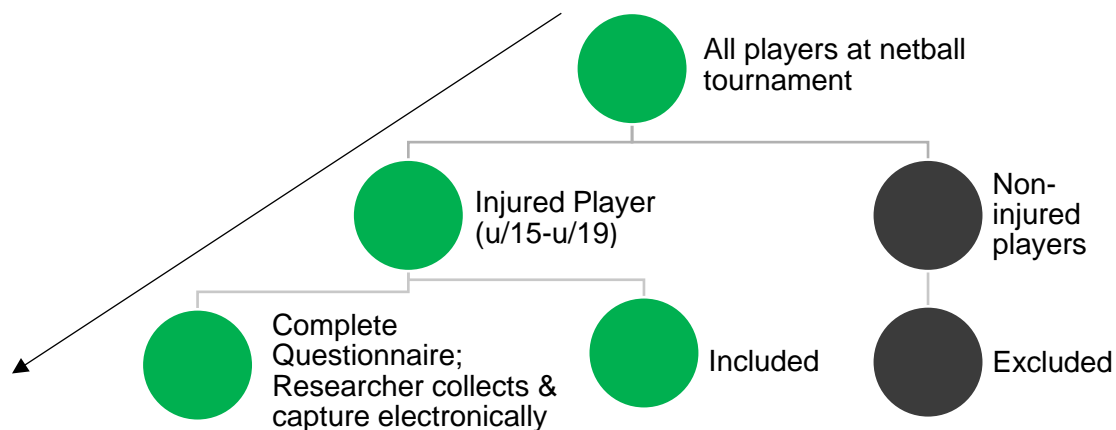 All players at netball
tournament
Injured Player
(u/15-u/19)
Non-
injured
players
Complete
Questionnaire;
Researcher collects &
capture electronically
Included
Excluded